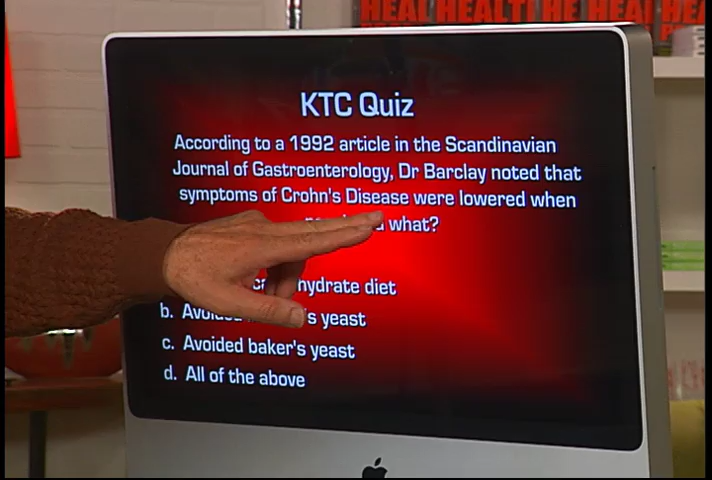 HEAL HEALTH HE HEAL HEA
KTC Quiz
According to a 1992 article in the Scandinavian
Journal of Gastroenterology, Dr Barclay noted that
symptoms of Crohn's Disease were lowered when
what?
hydrate diet
b. Avoided 's yeast
c. Avoided baker's yeast
d. All of the above